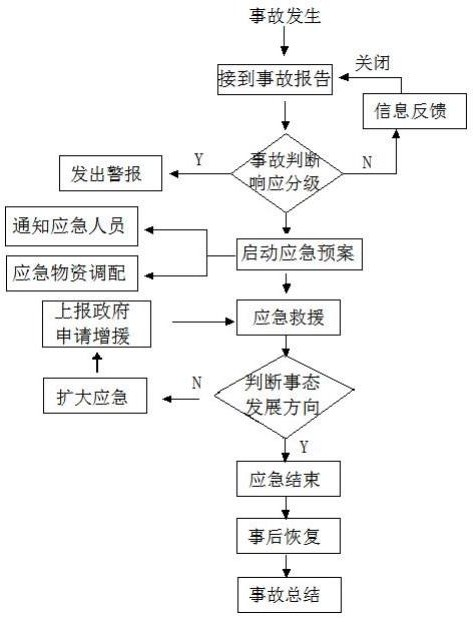 事故发生
关闭
接到事故报告
信息反馈
Y
事故判断
响应分级
N
发出警报
通知应急人员
启动应急预案
应急物资调配
上报政府
申请增援
应急救援
N
判断事态
发展方向
扩大应急
Y
应急结束
事后恢复
事故总结